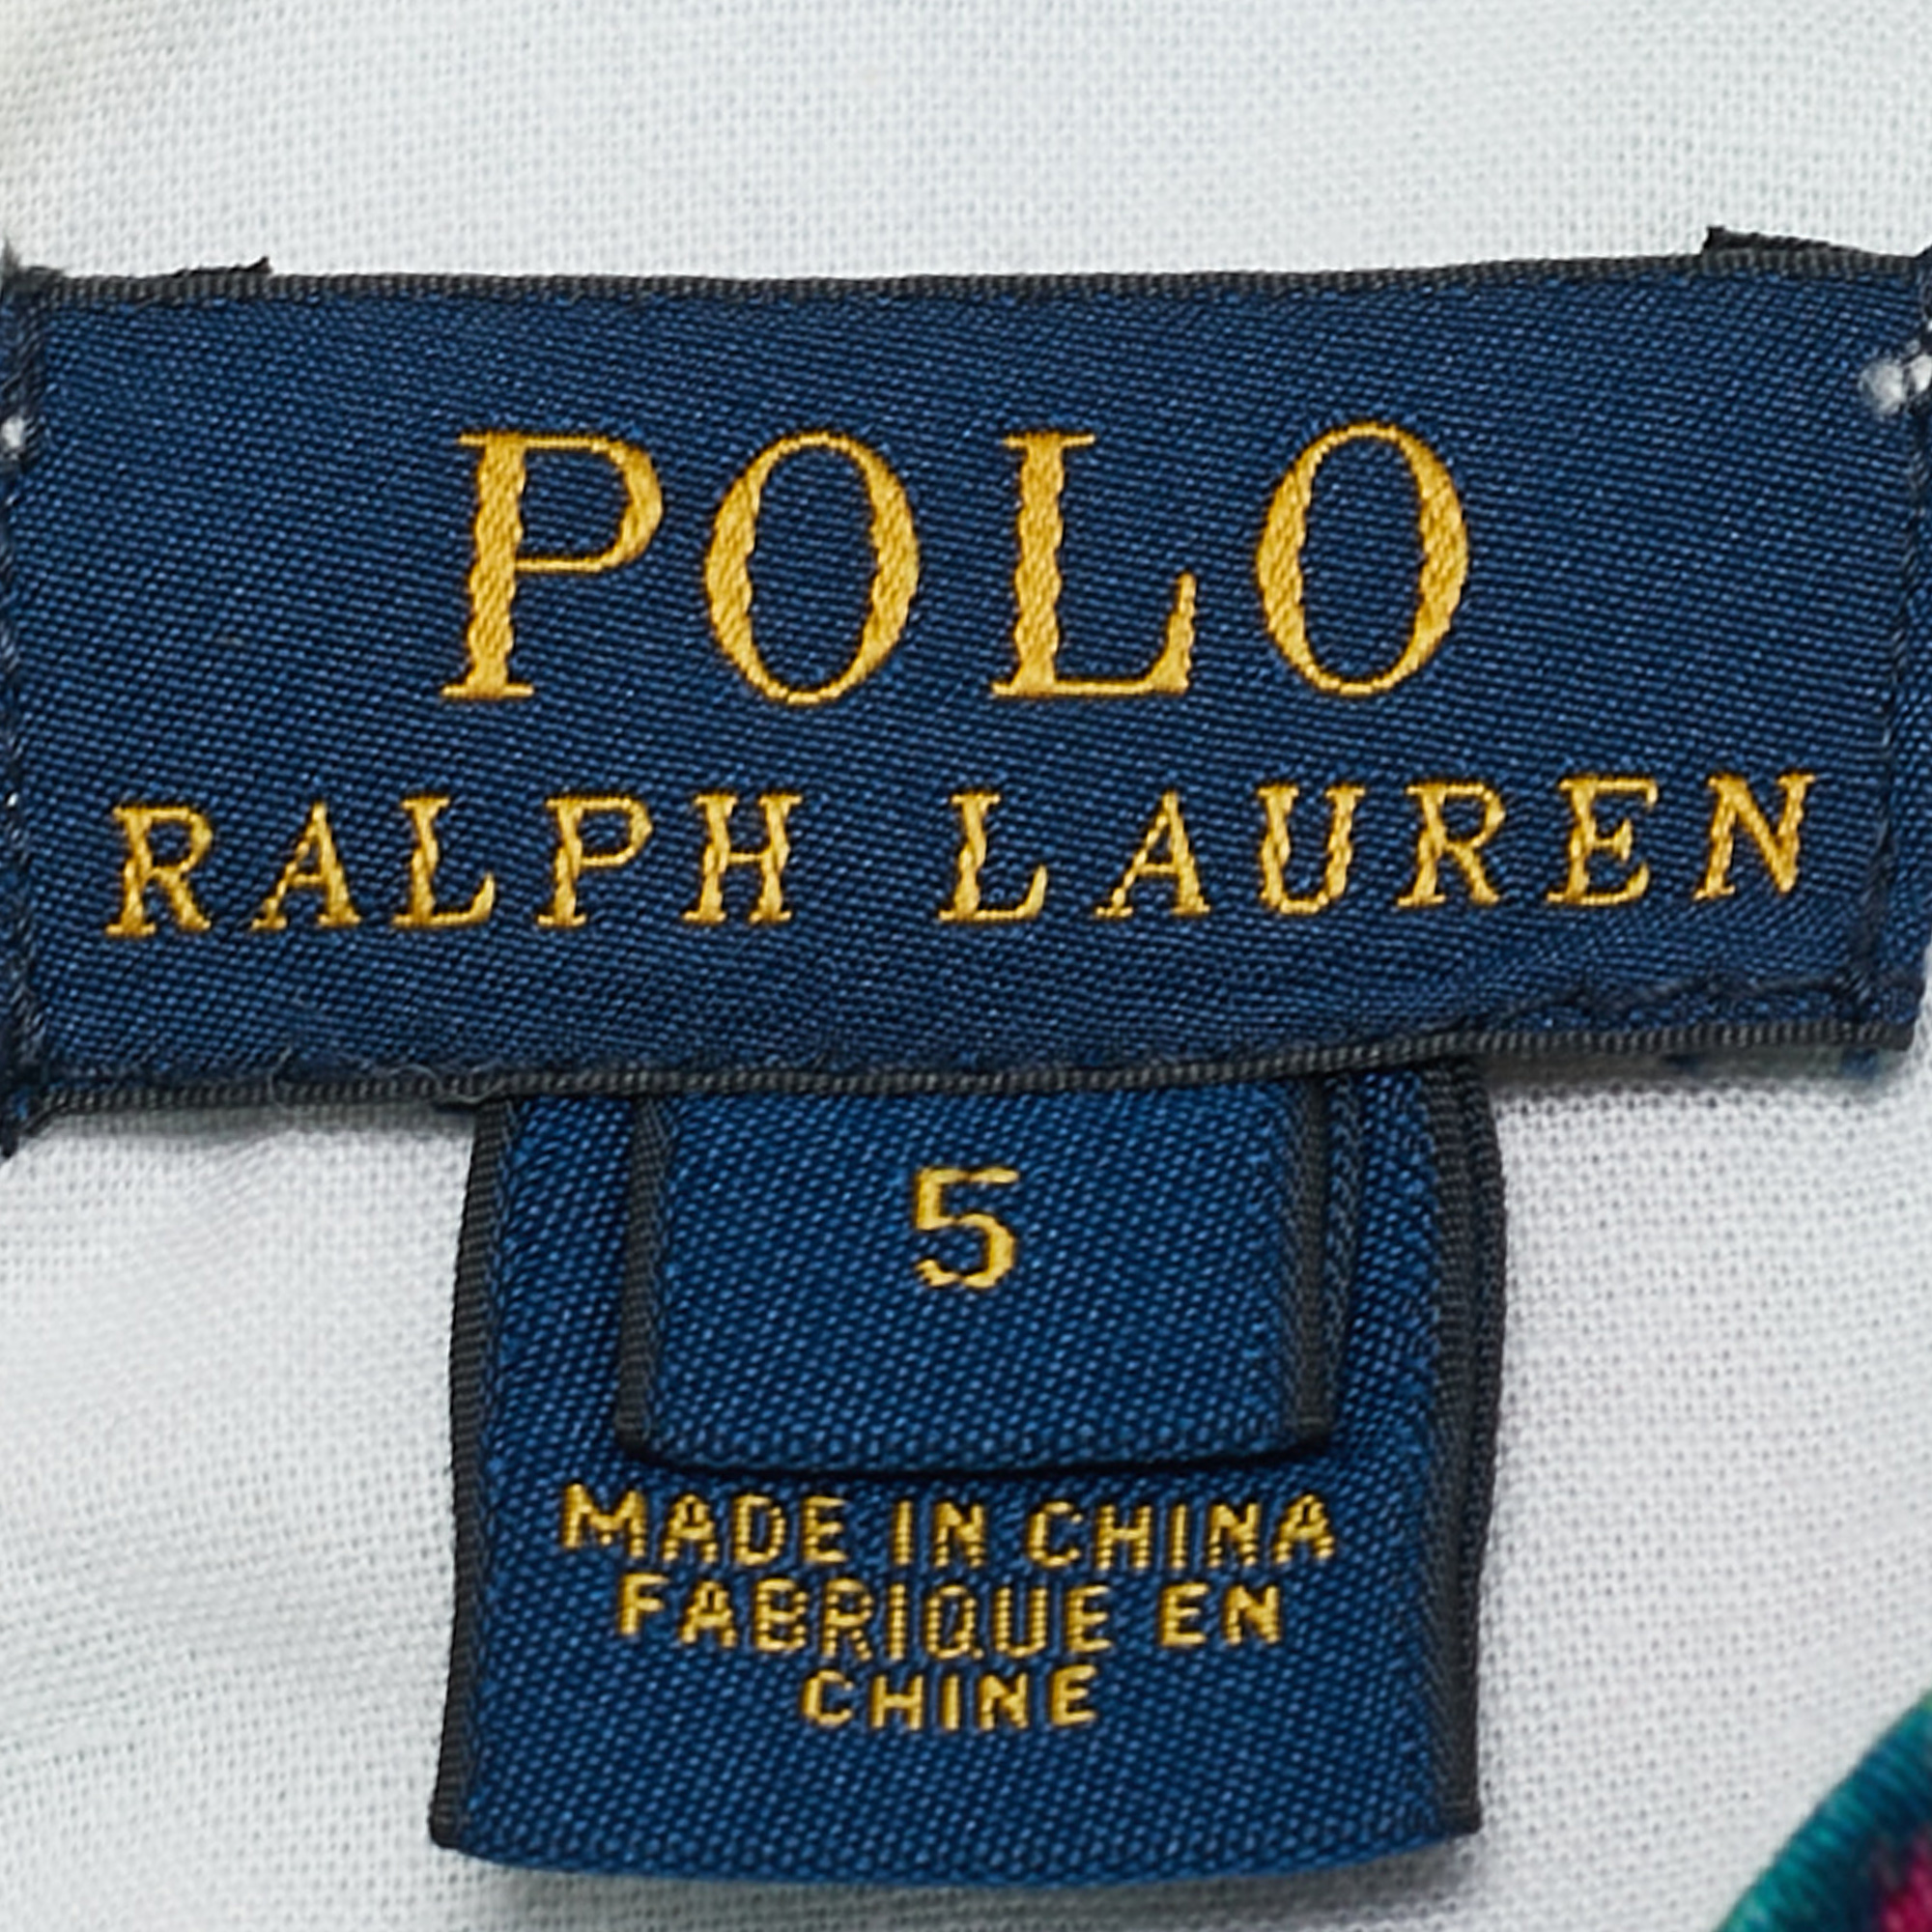 POLO
RALPH LAUREN
5
MADE IN CHINA
FABRIQUE EN
CHINE